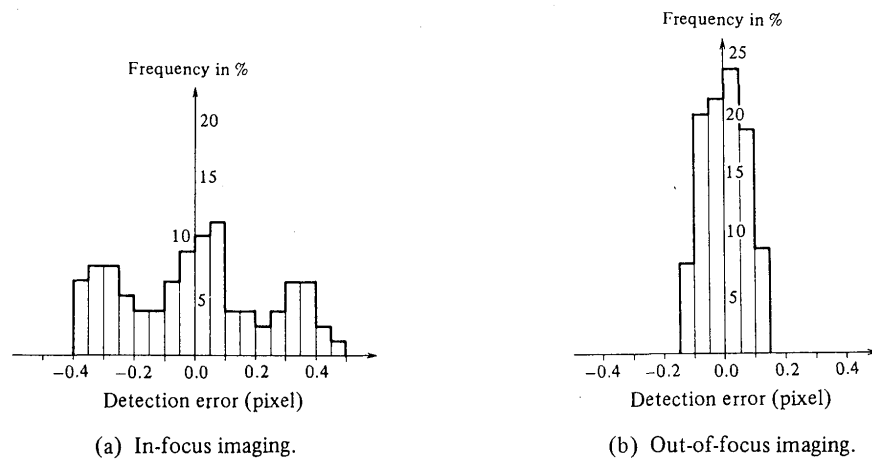 Frequency in %
20
15
10
5
−0.4 −0.2 0.0 0.2 0.4
Detection error (pixel)
(a) In-focus imaging.
Frequency in %
25
20
15
10
5
−0.4 −0.2 0.0 0.2 0.4
Detection error (pixel)
(b) Out-of-focus imaging.